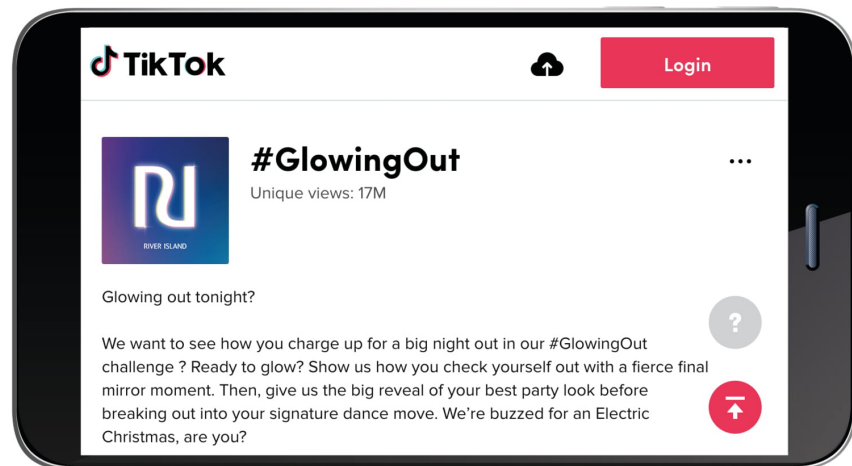 TikTok
Login
#GlowingOut
...
Unique views: 17M
RIVER ISLAND
Glowing out tonight?
?
We want to see how you charge up for a big night out in our #GlowingOut
challenge ? Ready to glow? Show us how you check yourself out with a fierce final
mirror moment. Then, give us the big reveal of your best party look before
breaking out into your signature dance move. We’re buzzed for an Electric
Christmas, are you?